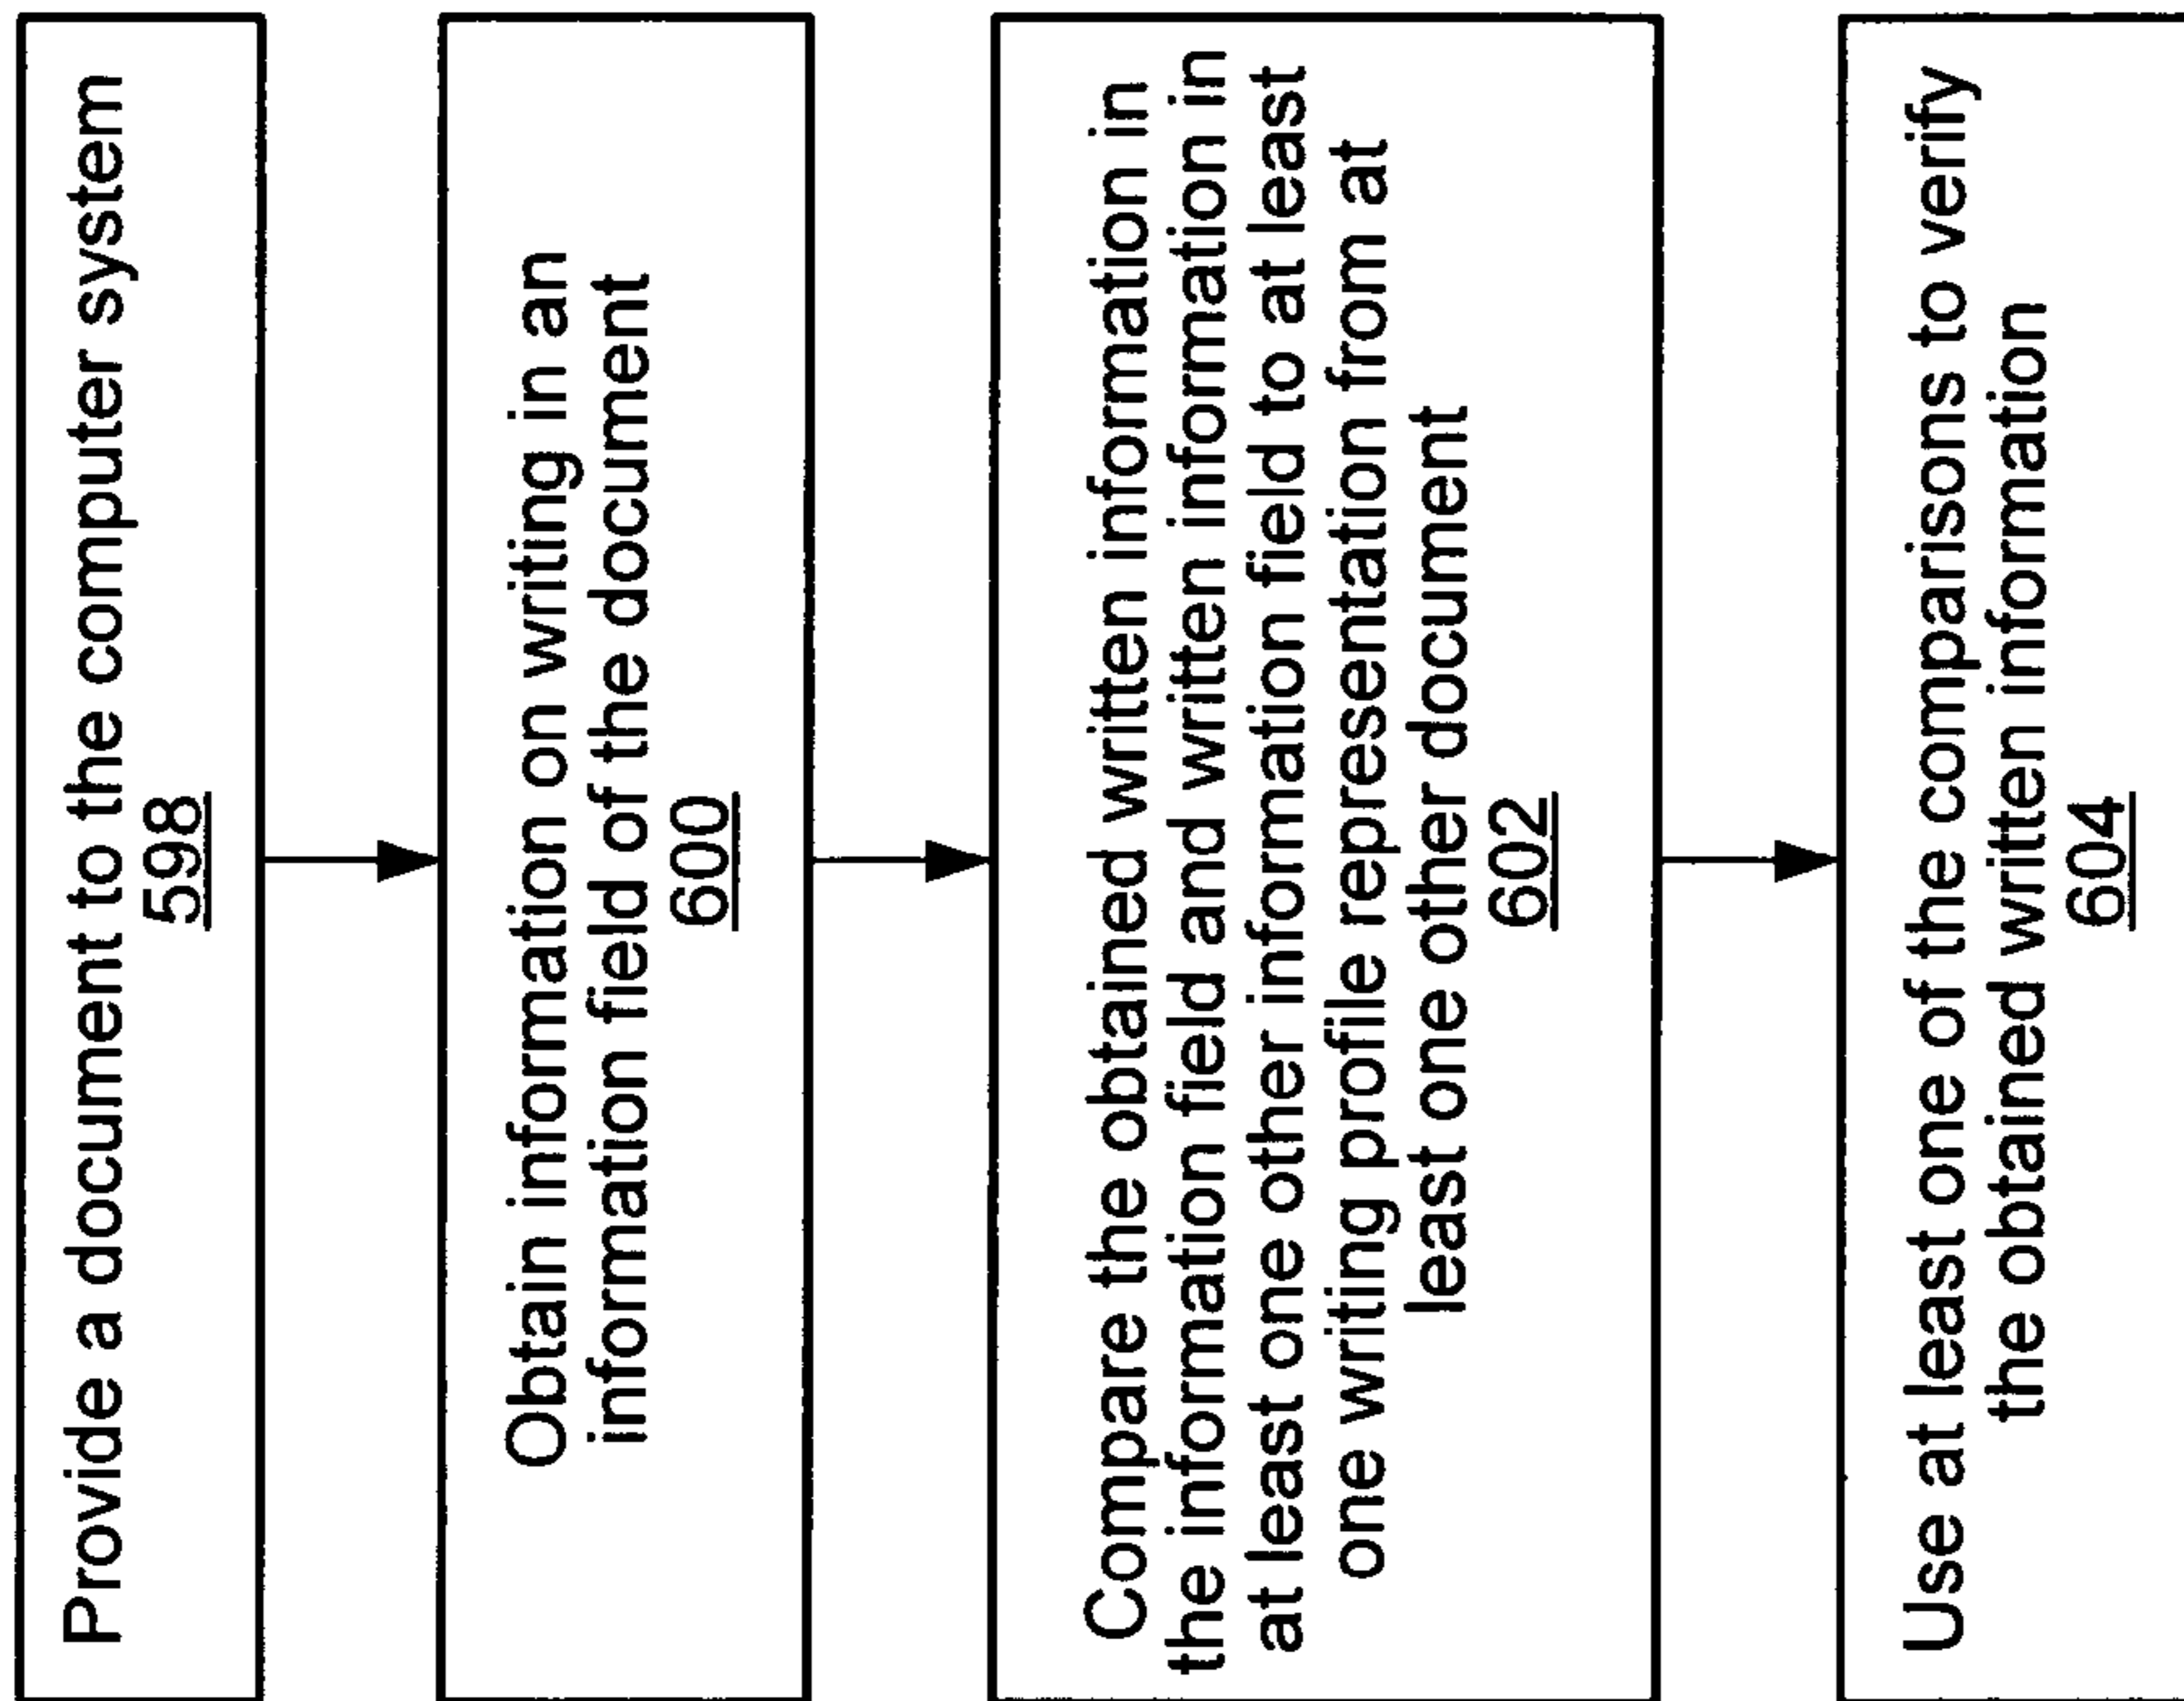 Provide a document to the computer system
598
Obtain information on writing in an
information field of the document
600
Compare the obtained written information in
the information field and written information in
at least one other information field to at least
one writing profile representation from at
least one other document
602
Use at least one of the comparisons to verify
the obtained written information
604